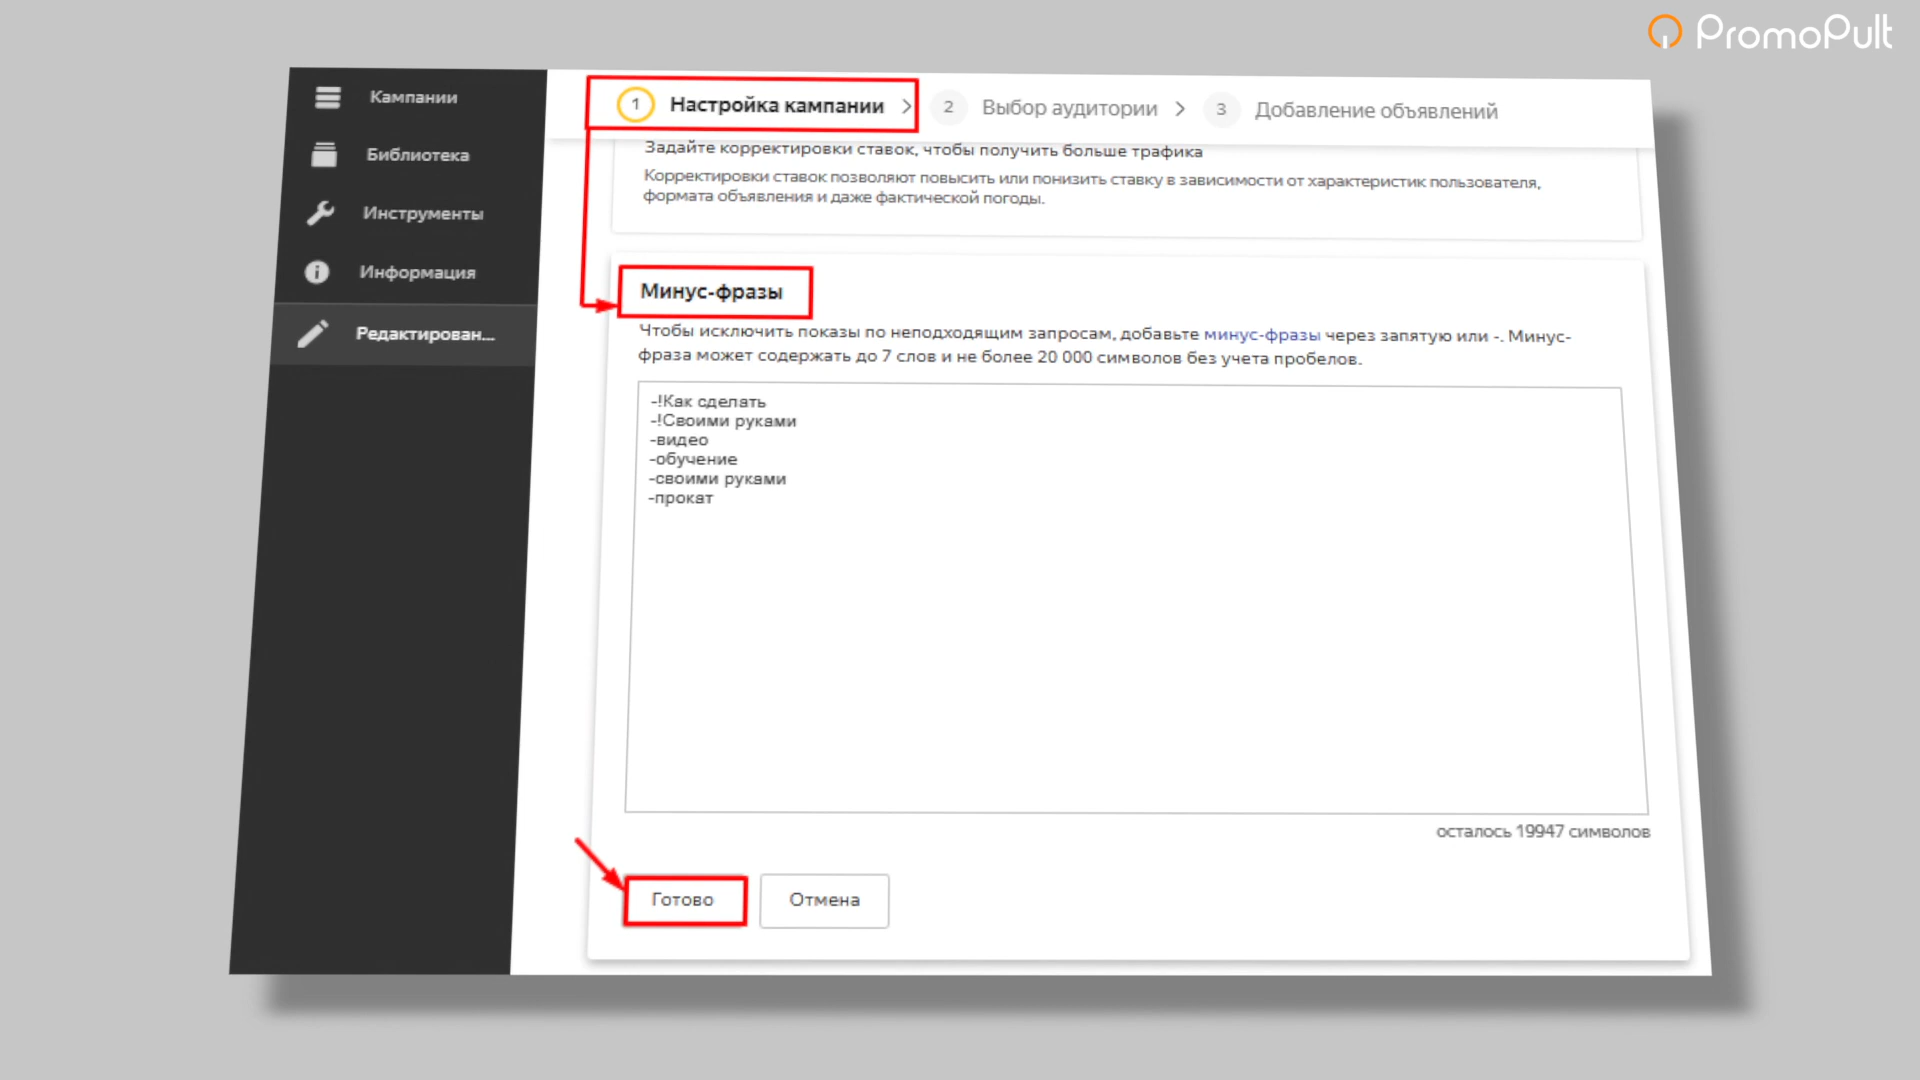 PromoPult
Кампании
Библиотека
Инструменты
Информация
Редактирован...
1 Настройка кампании > 2 Выбор аудитории > 3 Добавление объявлений
Задайте корректировки ставок, чтобы получить больше трафика
Корректировки ставок позволяют повысить или понизить ставку в зависимости от характеристик пользователя,
формата объявления и даже фактической погоды.
Минус-фразы
Чтобы исключить показы по неподходящим запросам, добавьте минус-фразы через запятую или -. Минус-
фраза может содержать до 7 слов и не более 20 000 символов без учета пробелов.
-!Как сделать
-!Своими руками
-видео
-обучение
-своими руками
-прокат
осталось 19947 символов
Готово
Отмена